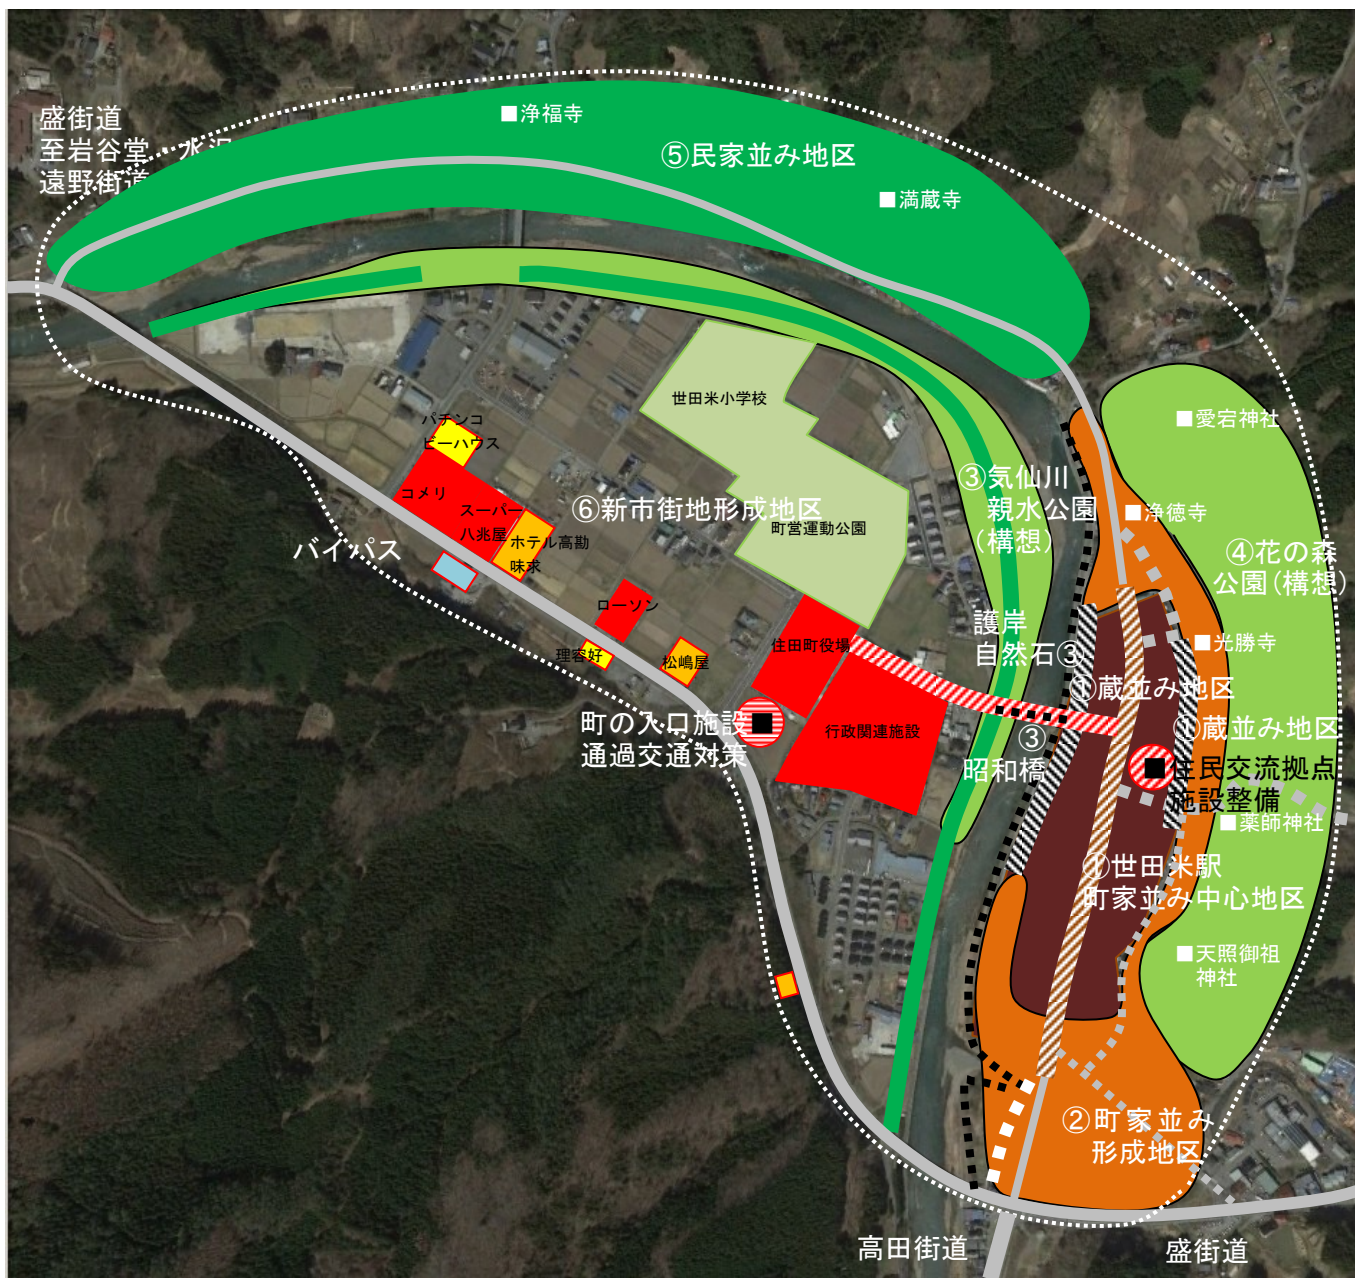 盛街道
至岩谷堂・水沢
遠野街道
■浄福寺
⑤民家並み地区
■満蔵寺
世田米小学校
パチンコ
ビーハウス
■愛宕神社
コメリ
スーパー
八兆屋
⑥新市街地形成地区
町営運動公園
③気仙川
親水公園
(構想)
■浄徳寺
バイパス
ホテル高勘
味求
④花の森
公園(構想)
ローソン
護岸
自然石③
■光勝寺
理容好
松嶋屋
住田町役場
①蔵並み地区
町の入口施設
通過交通対策
行政関連施設
③
昭和橋
①蔵並み地区
■住民交流拠点
施設整備
■薬師神社
①世田米駅
町家並み中心地区
■天照御祖
神社
②町家並み
形成地区
高田街道
盛街道